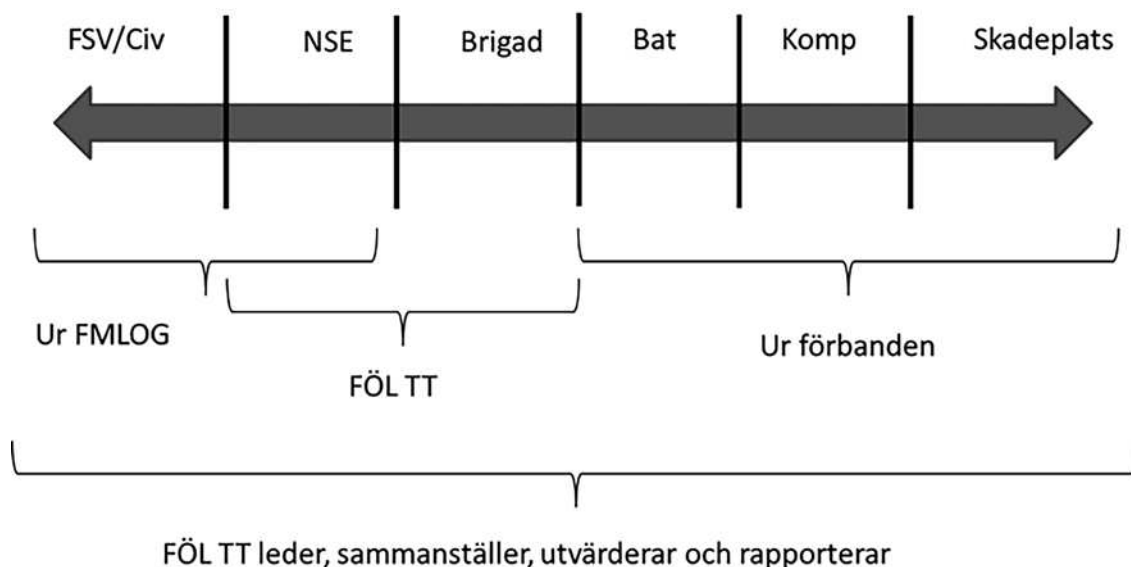 FSV/Civ NSE Brigad Bat Komp Skadeplats
Ur FMLOG
FÖL TT
Ur förbanden
FÖL TT leder, sammanställer, utvärderar och rapporterar